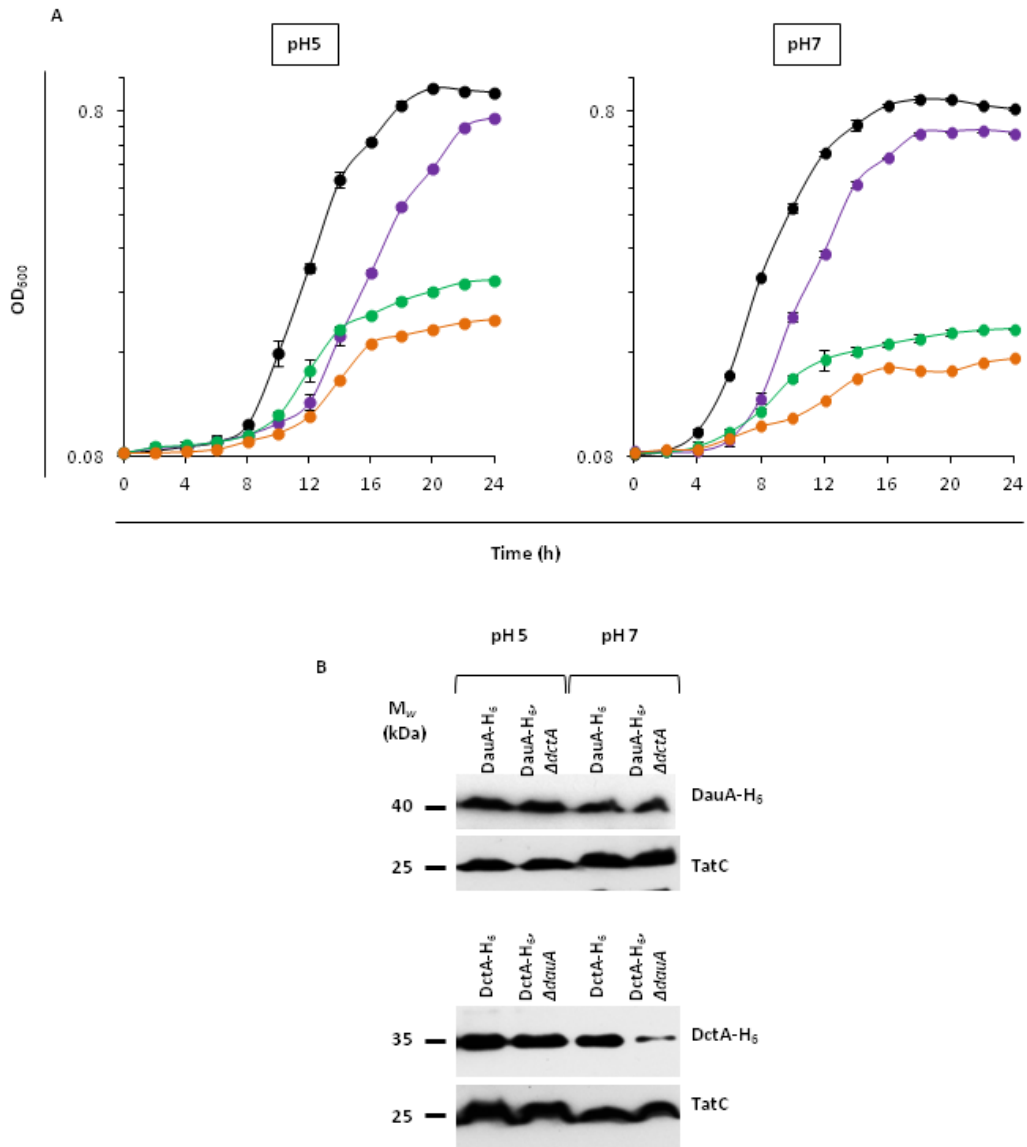 A
pH5
pH7
0.8
0.8
OD₆₀₀
0.08
0.08
0 4 8 12 16 20 24
0 4 8 12 16 20 24
Time (h)
B
pH 5
pH 7
M𝑤
(kDa)
DauA-H₆
DauA-H₆,
ΔdctA
DauA-H₆
DauA-H₆,
ΔdctA
40
DauA-H₆
25
TatC
DctA-H₆
DctA-H₆,
ΔdauA
DctA-H₆
DctA-H₆,
ΔdauA
35
DctA-H₆
25
TatC